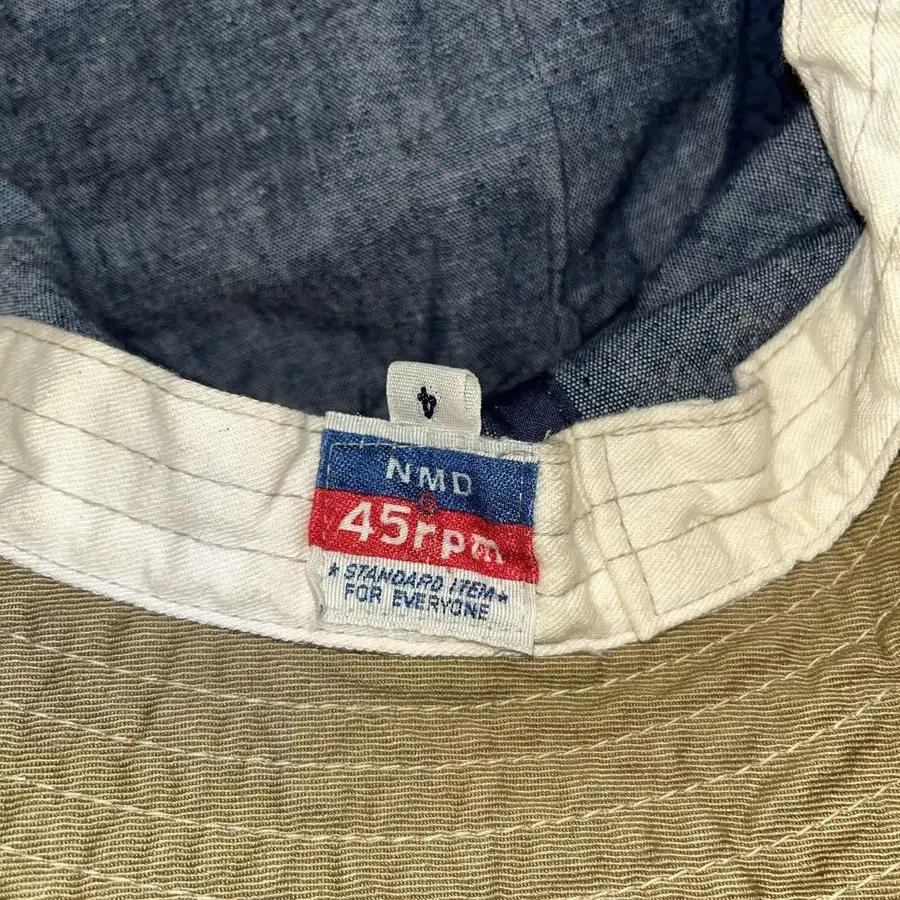 4
NMD
45rpm
★ STANDARD ITEM ★
FOR EVERYONE